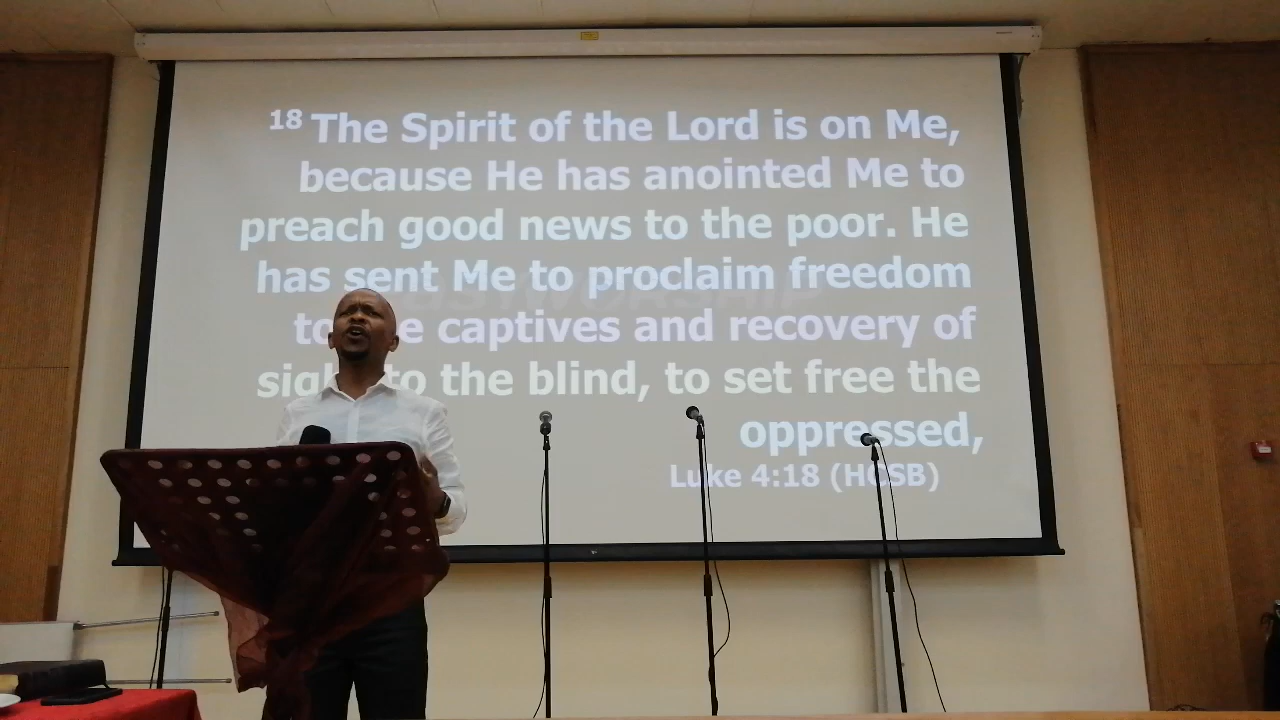 18 The Spirit of the Lord is on Me,
because He has anointed Me to
preach good news to the poor. He
has sent Me to proclaim freedom
to captives and recovery of
to the blind, to set free the
oppressed,
Luke 4:18 (HCSB)